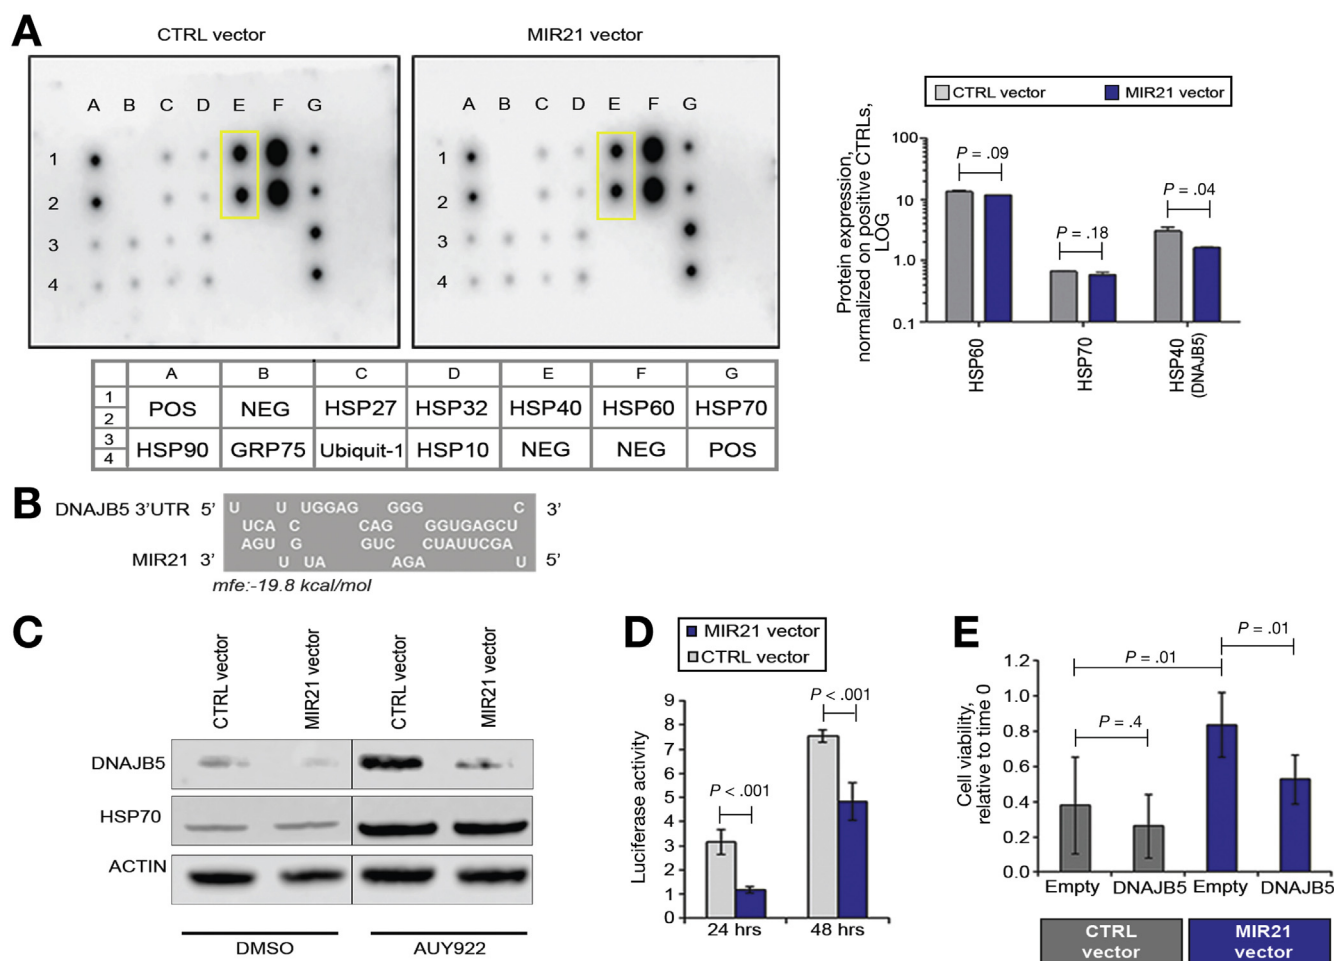 A
CTRL vector
MIR21 vector
A B C D E F G
1
2
3
4
A B C D E F G
1
2
3
4
CTRL vector MIR21 vector
Protein expression,
normalized on positive CTRLs,
LOG
100
10
1.0
0.1
P = .09
P = .18
P = .04
HSP60
HSP70
HSP40
(DNAJB5)
A B C D E F G
1
2
POS NEG HSP27 HSP32 HSP40 HSP60 HSP70
3
4
HSP90 GRP75 Ubiquit-1 HSP10 NEG NEG POS
B
DNAJB5 3'UTR 5' U U UGGAG GGG C 3'
UCA C CAG GGUGAGCU
AGU G GUC CUAUUCGA
MIR21 3' U UA AGA U 5'
mfe:-19.8 kcal/mol
C
CTRL vector
MIR21 vector
CTRL vector
MIR21 vector
DNAJB5
HSP70
ACTIN
DMSO
AUY922
D
MIR21 vector
CTRL vector
Luciferase activity
9
8
7
6
5
4
3
2
1
0
P < .001
P < .001
24 hrs
48 hrs
E
Cell viability,
relative to time 0
1.2
1.0
0.8
0.6
0.4
0.2
0.0
P = .01
P = .01
P = .4
Empty DNAJB5 Empty DNAJB5
CTRL
vector
MIR21
vector